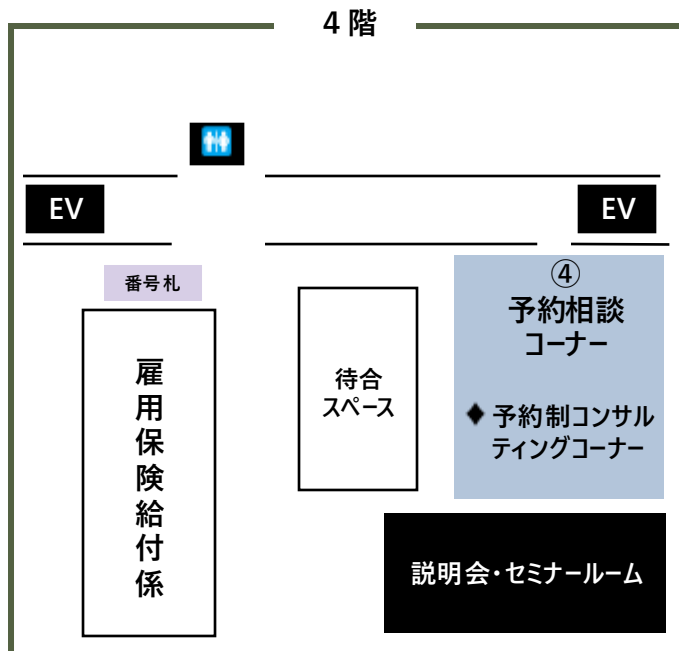 4階
EV
EV
番号札
④
予約相談
コーナー
雇用保険給付係
待合
スペース
◆ 予約制コンサル
ティングコーナー
説明会・セミナールーム